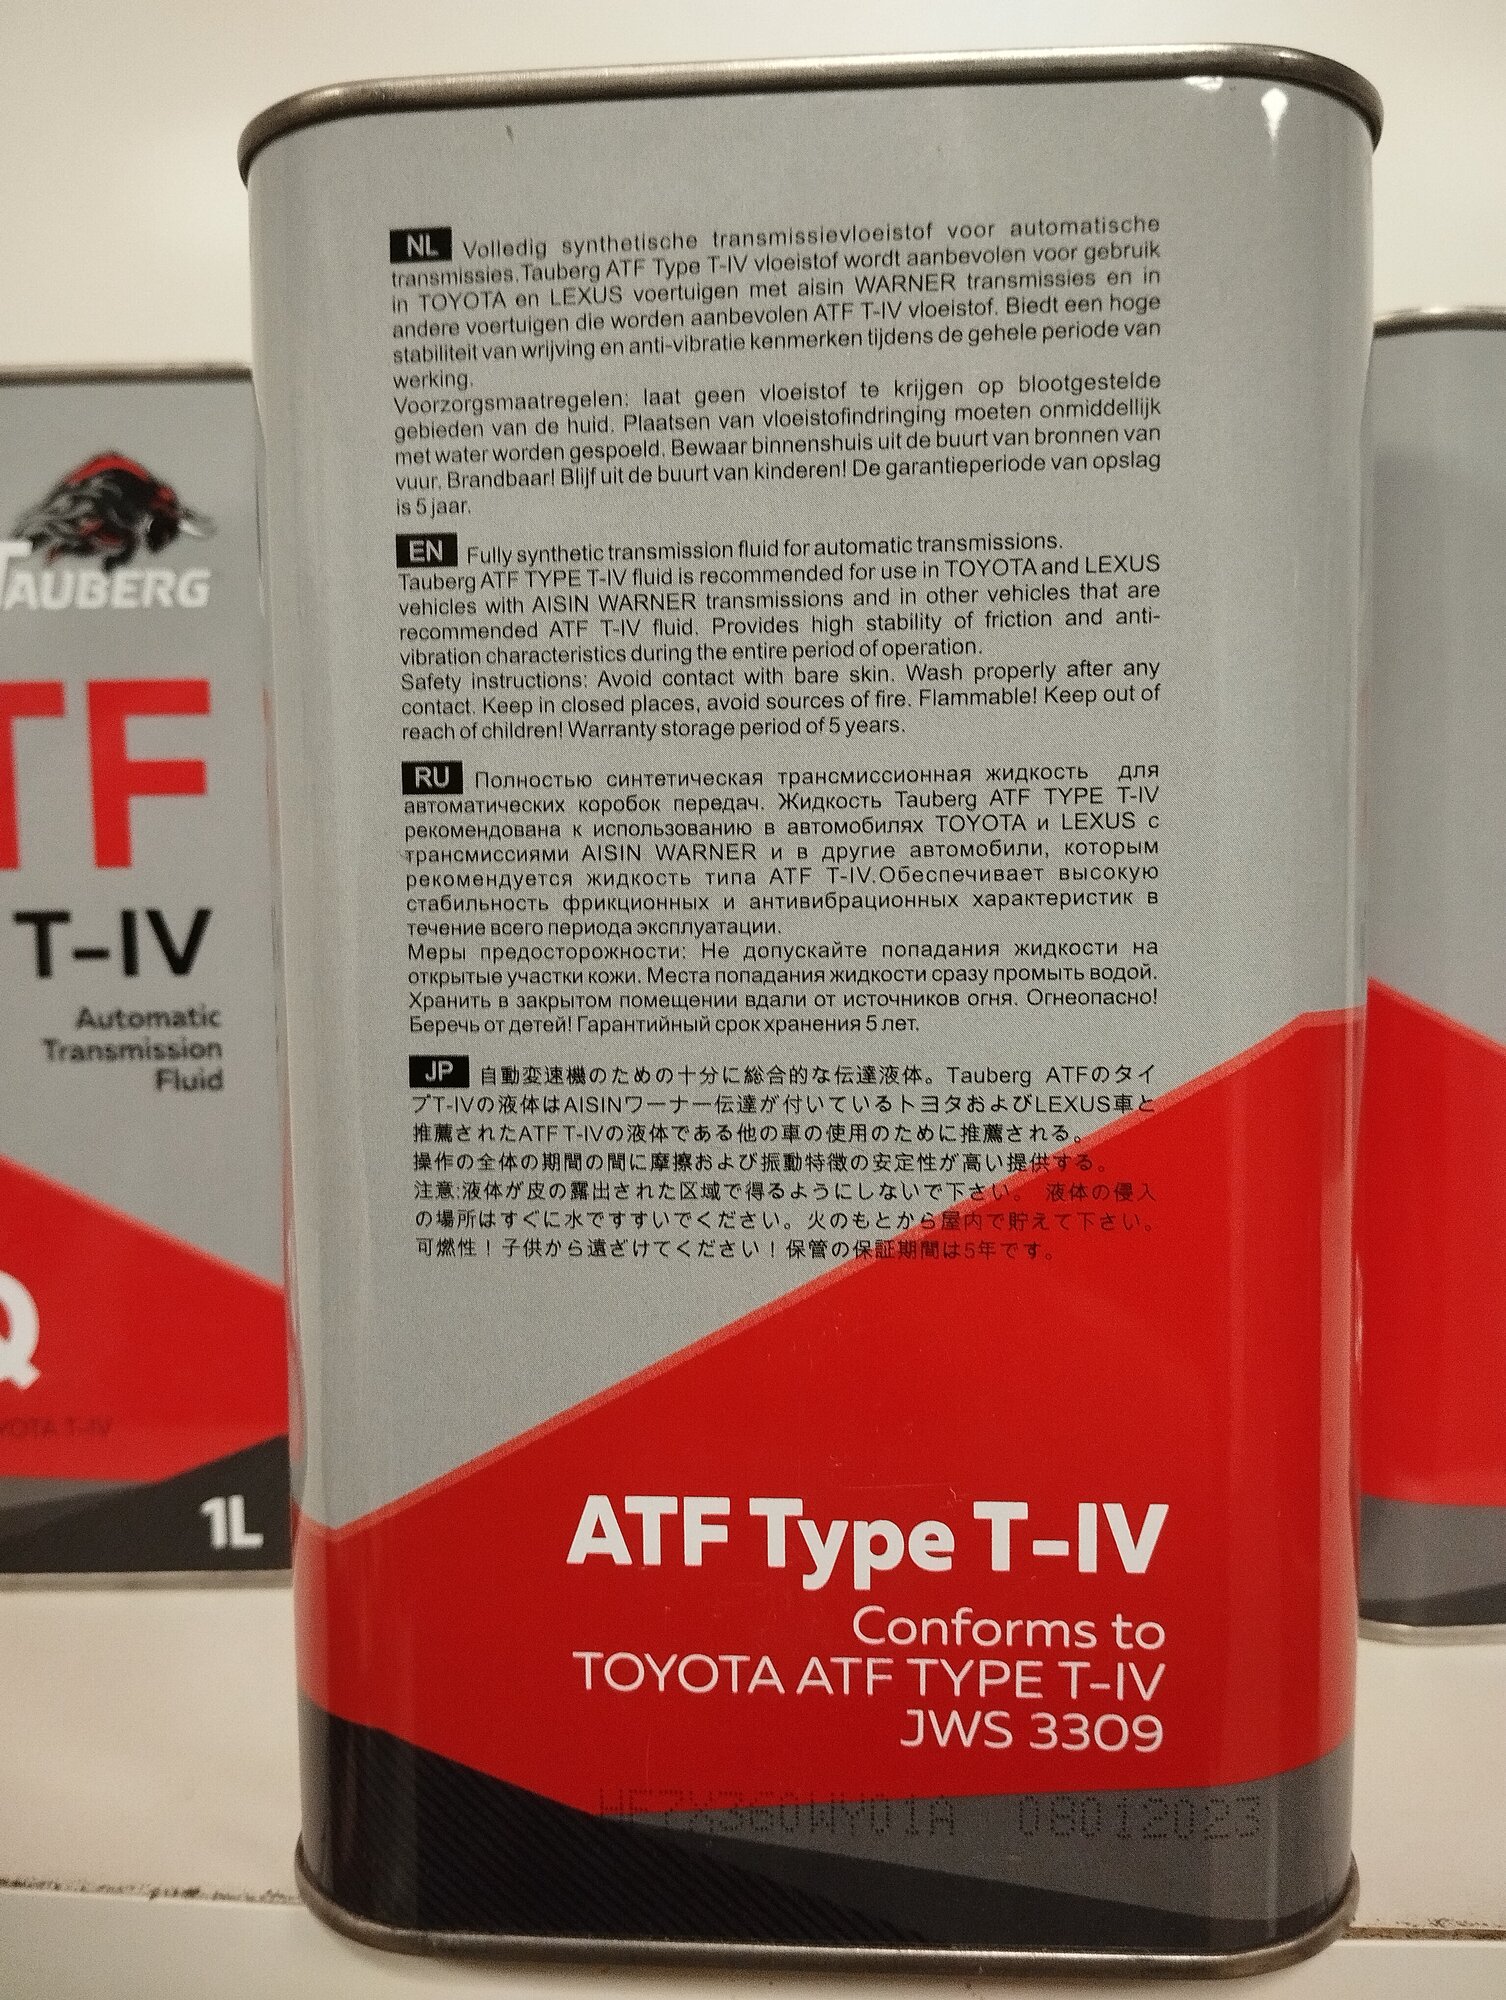 NL Volledig synthetische transmissievloeistof voor automatische
transmissies.Tauberg ATF Type T-IV vloeistof wordt aanbevolen voor gebruik
in TOYOTA en LEXUS voertuigen met aisin WARNER transmissies en in
andere voertuigen die worden aanbevolen ATF T-IV vloeistof. Biedt een hoge
stabiliteit van wrijving en anti-vibratie kenmerken tijdens de gehele periode van
werking.
Voorzorgsmaatregelen: laat geen vloeistof te krijgen op blootgestelde
gebieden van de huid. Plaatsen van vloeistofindringing moeten onmiddellijk
met water worden gespoeld. Bewaar binnenshuis uit de buurt van bronnen van
vuur. Brandbaar! Blijf uit de buurt van kinderen! De garantieperiode van opslag
is 5 jaar.
EN Fully synthetic transmission fluid for automatic transmissions.
Tauberg ATF TYPE T-IV fluid is recommended for use in TOYOTA and LEXUS
vehicles with AISIN WARNER transmissions and in other vehicles that are
recommended ATF T-IV fluid. Provides high stability of friction and anti-
vibration characteristics during the entire period of operation.
Safety instructions: Avoid contact with bare skin. Wash properly after any
contact. Keep in closed places, avoid sources of fire. Flammable! Keep out of
reach of children! Warranty storage period of 5 years.
RU Полностью синтетическая трансмиссионная жидкость для
автоматических коробок передач. Жидкость Tauberg ATF TYPE T-IV
рекомендована к использованию в автомобилях TOYOTA и LEXUS с
трансмиссиями AISIN WARNER и в другие автомобили, которым
рекомендуется жидкость типа ATF T-IV.Обеспечивает высокую
стабильность фрикционных и антивибрационных характеристик в
течение всего периода эксплуатации.
Меры предосторожности: Не допускайте попадания жидкости на
открытые участки кожи. Места попадания жидкости сразу промыть водой.
Хранить в закрытом помещении вдали от источников огня. Огнеопасно!
Беречь от детей! Гарантийный срок хранения 5 лет.
JP 自動変速機のための十分に総合的な伝達液体。Tauberg ATFのタイ
プT-IVの液体はAISINワーナー伝達が付いているトヨタおよびLEXUS車と
推薦されたATF T-IVの液体である他の車の使用のために推薦される。
操作の全体の期間の間に摩擦および振動特徴の安定性が高い提供する。
注意:液体が皮の露出された区域で得るようにしないで下さい。 液体の侵入
の場所はすぐに水ですすいでください。火のもとから屋内で貯えて下さい。
可燃性！子供から遠ざけてください！保管の保証期間は5年です。
ATF Type T-IV
Conforms to
TOYOTA ATF TYPE T-IV
JWS 3309
HF7X360WY01A 08012023
TAUBERG
TF
T-IV
Automatic
Transmission
Fluid
Q
YOTA T-IV
1L